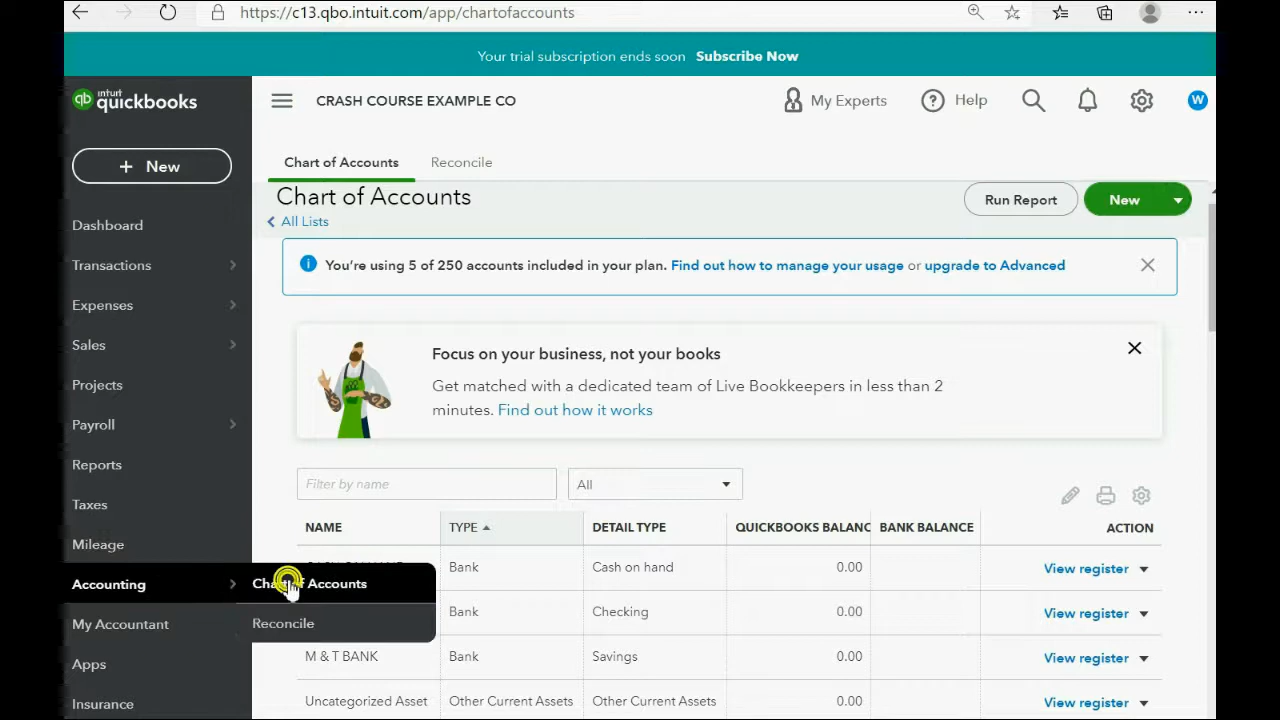 https://c13.qbo.intuit.com/app/chartofaccounts
Your trial subscription ends soon Subscribe Now
intuit quickbooks
CRASH COURSE EXAMPLE CO
My Experts
Help
W
+ New
Chart of Accounts
Reconcile
Chart of Accounts
All Lists
Run Report
New
You're using 5 of 250 accounts included in your plan. Find out how to manage your usage or upgrade to Advanced
Focus on your business, not your books
Get matched with a dedicated team of Live Bookkeepers in less than 2
minutes. Find out how it works
Filter by name
All
NAME TYPE DETAIL TYPE QUICKBOOKS BALANC BANK BALANCE ACTION
Bank Cash on hand 0.00 View register
Bank Checking 0.00 View register
M & T BANK Bank Savings 0.00 View register
Uncategorized Asset Other Current Assets Other Current Assets 0.00 View register
Dashboard
Transactions
Expenses
Sales
Projects
Payroll
Reports
Taxes
Mileage
Accounting
Chart of Accounts
Reconcile
My Accountant
Apps
Insurance